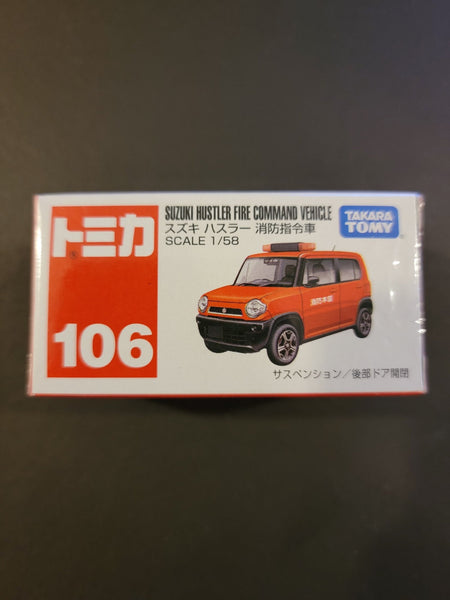 トミカ
106
SUZUKI HUSTLER FIRE COMMAND VEHICLE
スズキ ハスラー 消防指令車
SCALE 1/58
TAKARA
TOMY
消防本部
サスペンション/後部ドア開閉